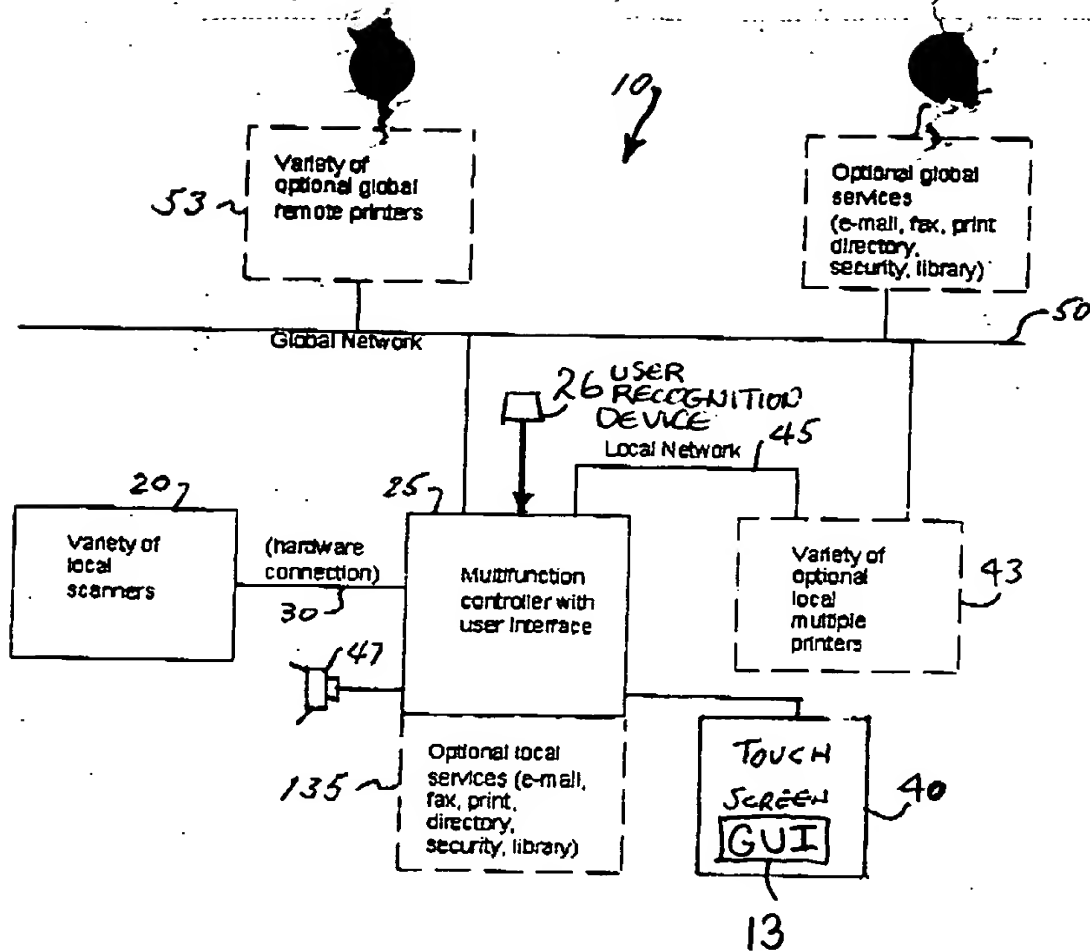 10
Variety of
optional global
remote printers
53
Optional global
services
(e-mail, fax, print
directory,
security, library)
50
Global Network
26 USER
RECOGNITION
DEVICE
Local Network
45
20
25
Variety of
local
scanners
(hardware
connection)
30
Multifunction
controller with
user Interface
Variety of
optional
local
multiple
printers
43
47
Optional local
services (e-mail,
fax, print,
directory,
security, library)
135
TOUCH
SCREEN
GUI
40
13